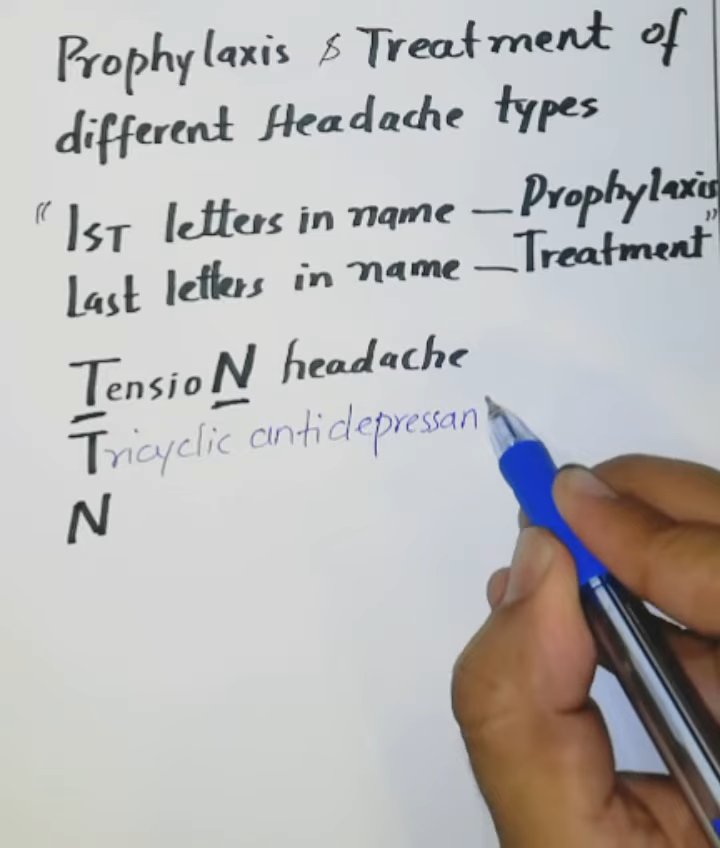 Prophylaxis & Treatment of
different Headache types
" 1ST letters in name — Prophylaxis
Last letters in name — Treatment "
TensioN headache
Tricyclic antidepressan
N